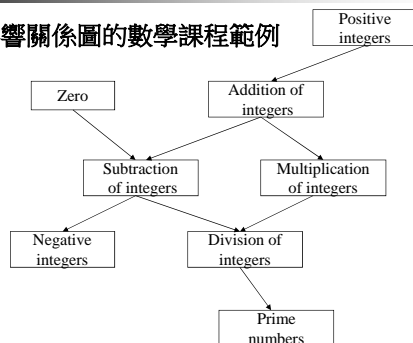 響關係圖的數學課程範例
Positive
integers
Zero
Addition of
integers
Subtraction
of integers
Multiplication
of integers
Negative
integers
Division of
integers
Prime
numbers